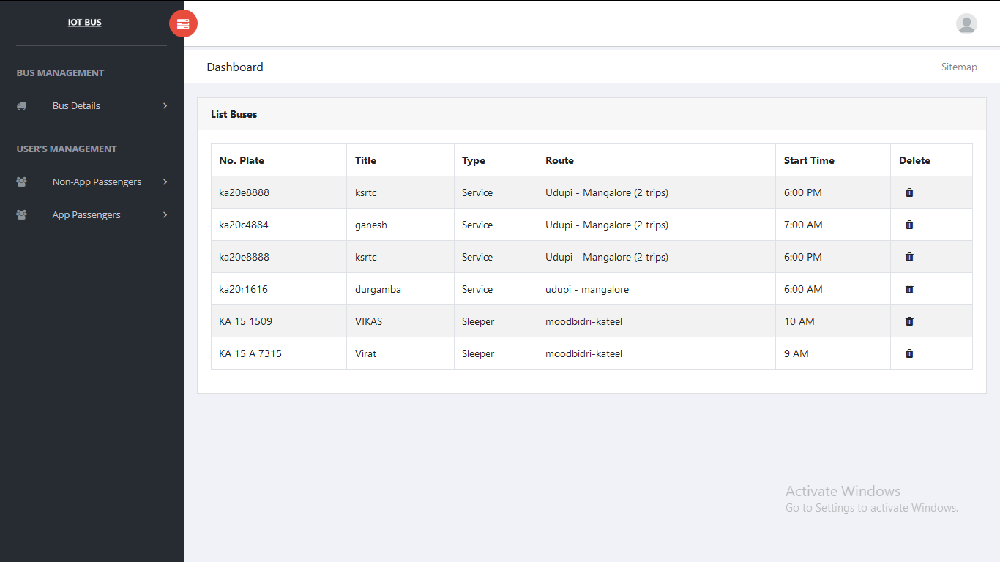 IOT BUS
BUS MANAGEMENT
Bus Details
USER'S MANAGEMENT
Non-App Passengers
App Passengers
Dashboard
Sitemap
List Buses
No. Plate Title Type Route Start Time Delete
ka20e8888 ksrtc Service Udupi - Mangalore (2 trips) 6:00 PM
ka20c4884 ganesh Service Udupi - Mangalore (2 trips) 7:00 AM
ka20e8888 ksrtc Service Udupi - Mangalore (2 trips) 6:00 PM
ka20r1616 durgamba Service udupi - mangalore 6:00 AM
KA 15 1509 VIKAS Sleeper moodbidri-kateel 10 AM
KA 15 A 7315 Virat Sleeper moodbidri-kateel 9 AM
Activate Windows
Go to Settings to activate Windows.